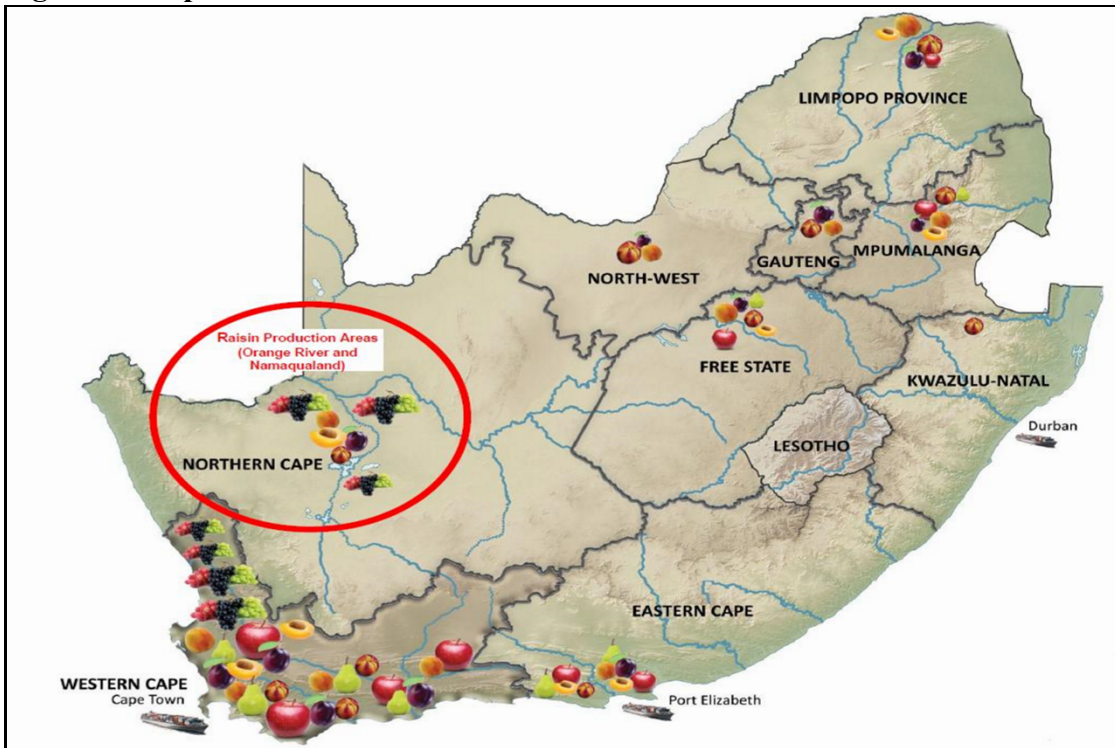 LIMPOPO PROVINCE
MPUMALANGA
GAUTENG
NORTH-WEST
Raisin Production Areas
(Orange River and
Namaqualand)
FREE STATE
KWAZULU-NATAL
Durban
LESOTHO
NORTHERN CAPE
EASTERN CAPE
WESTERN CAPE
Cape Town
Port Elizabeth